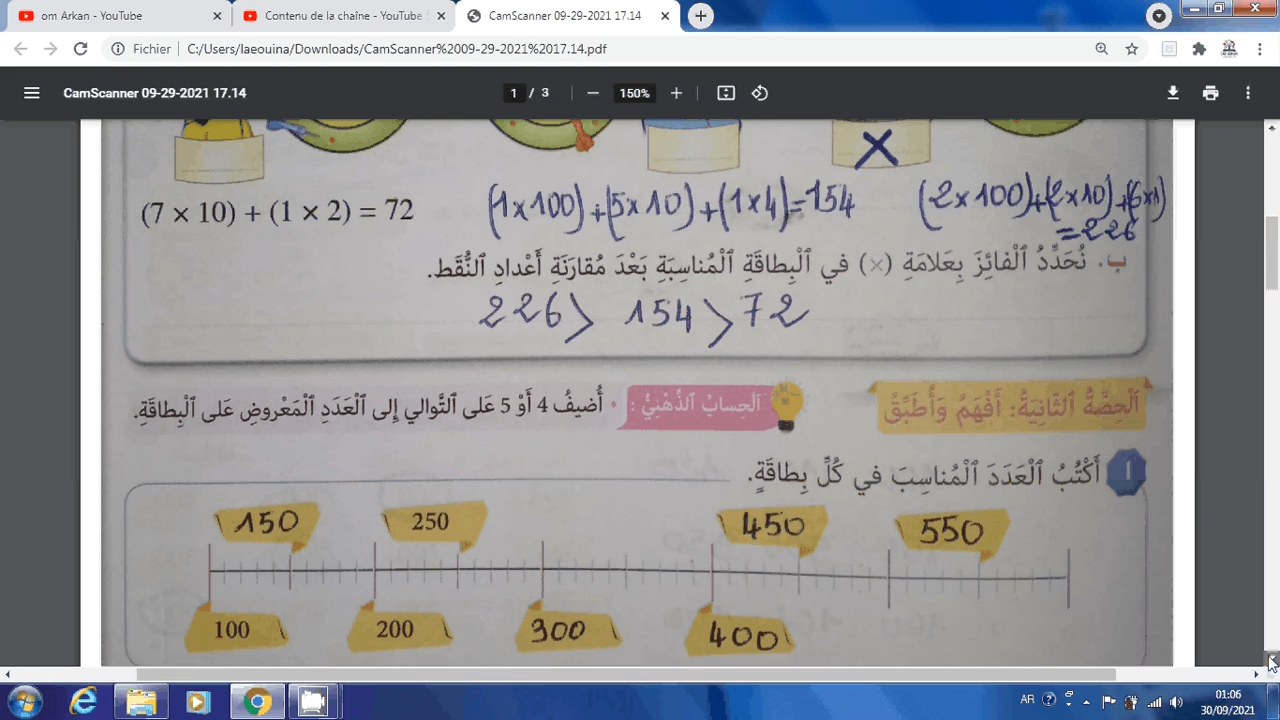 om Arkan - YouTube
Contenu de la chaîne - YouTube
CamScanner 09-29-2021 17.14
Fichier
C:/Users/laeouina/Downloads/CamScanner%2009-29-2021%2017.14.pdf
CamScanner 09-29-2021 17.14
1 / 3
150%
×
(7 × 10) + (1 × 2) = 72
(1×100)+(5×10)+(1×4)=154
(2×100)+(2×10)+(6×1)
=226
ب. نُحَدِّدُ ٱلْفائِزَ بِعَلامَةِ (×) في ٱلْبِطاقَةِ ٱلْمُناسِبَةِ بَعْدَ مُقارَنَةِ أَعْدادِ ٱلنُّقَط.
226 > 154 > 72
اَلْحِصَّةُ ٱلثّانِيَةُ: أَفْهَمُ وَأُطَبِّقُ
اَلْحِسابُ ٱلذِّهْنِيُّ :
• أُضيفُ 4 أَوْ 5 عَلى ٱلتَّوالي إِلى ٱلْعَدَدِ ٱلْمَعْروضِ عَلى ٱلْبِطاقَةِ.
1 أَكْتُبُ ٱلْعَدَدَ ٱلْمُناسِبَ في كُلِّ بِطاقَةٍ.
150 250 450 550
100 200 300 400
AR
01:06
30/09/2021